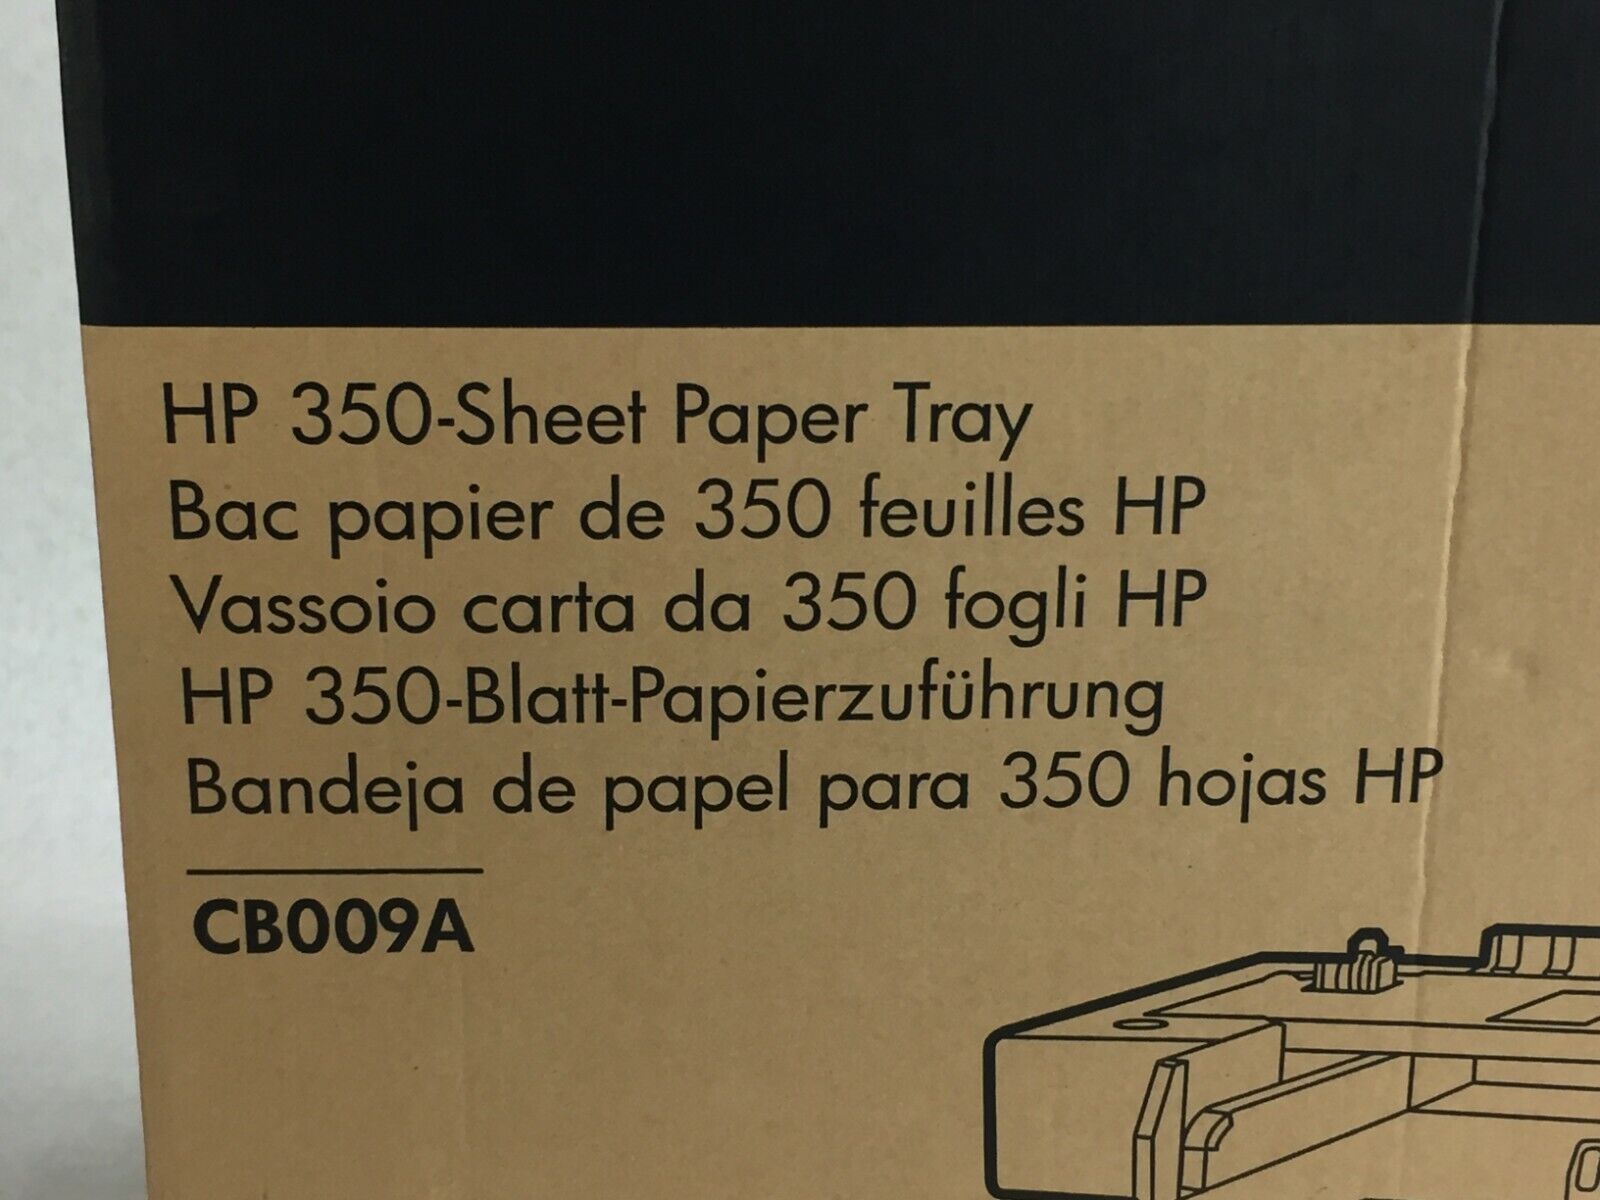 HP 350-Sheet Paper Tray
Bac papier de 350 feuilles HP
Vassoio carta da 350 fogli HP
HP 350-Blatt-Papierzuführung
Bandeja de papel para 350 hojas HP
CB009A